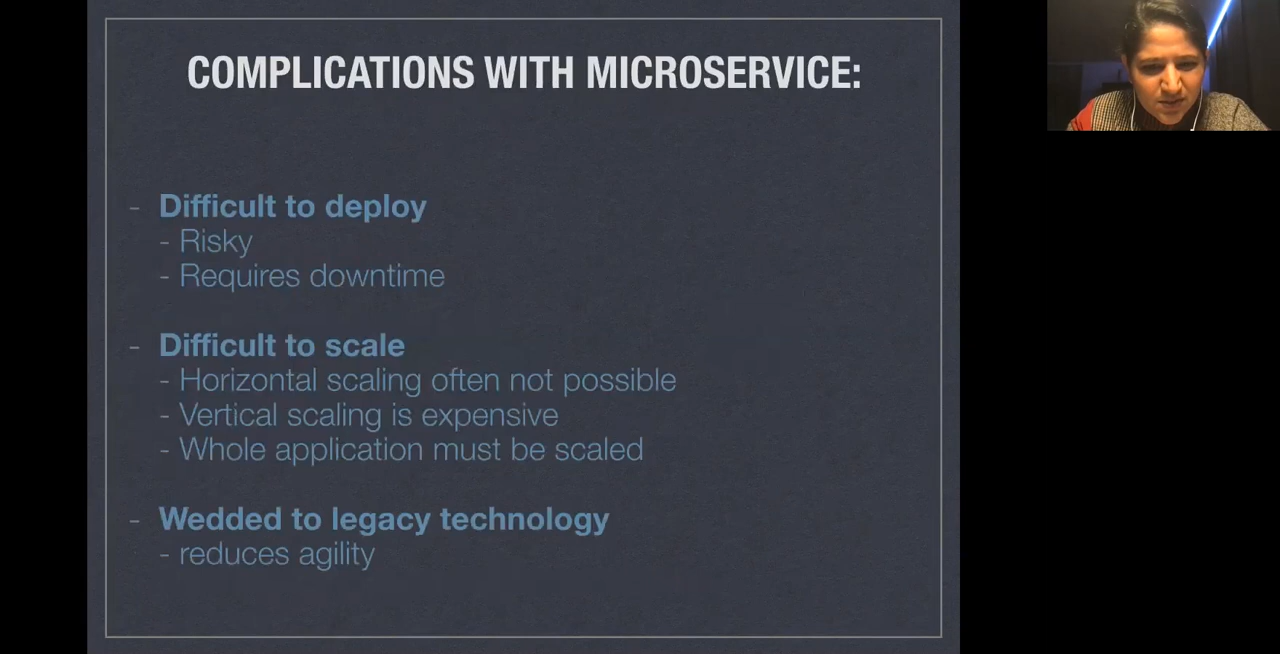 COMPLICATIONS WITH MICROSERVICE:
- Difficult to deploy
- Risky
- Requires downtime
- Difficult to scale
- Horizontal scaling often not possible
- Vertical scaling is expensive
- Whole application must be scaled
- Wedded to legacy technology
- reduces agility